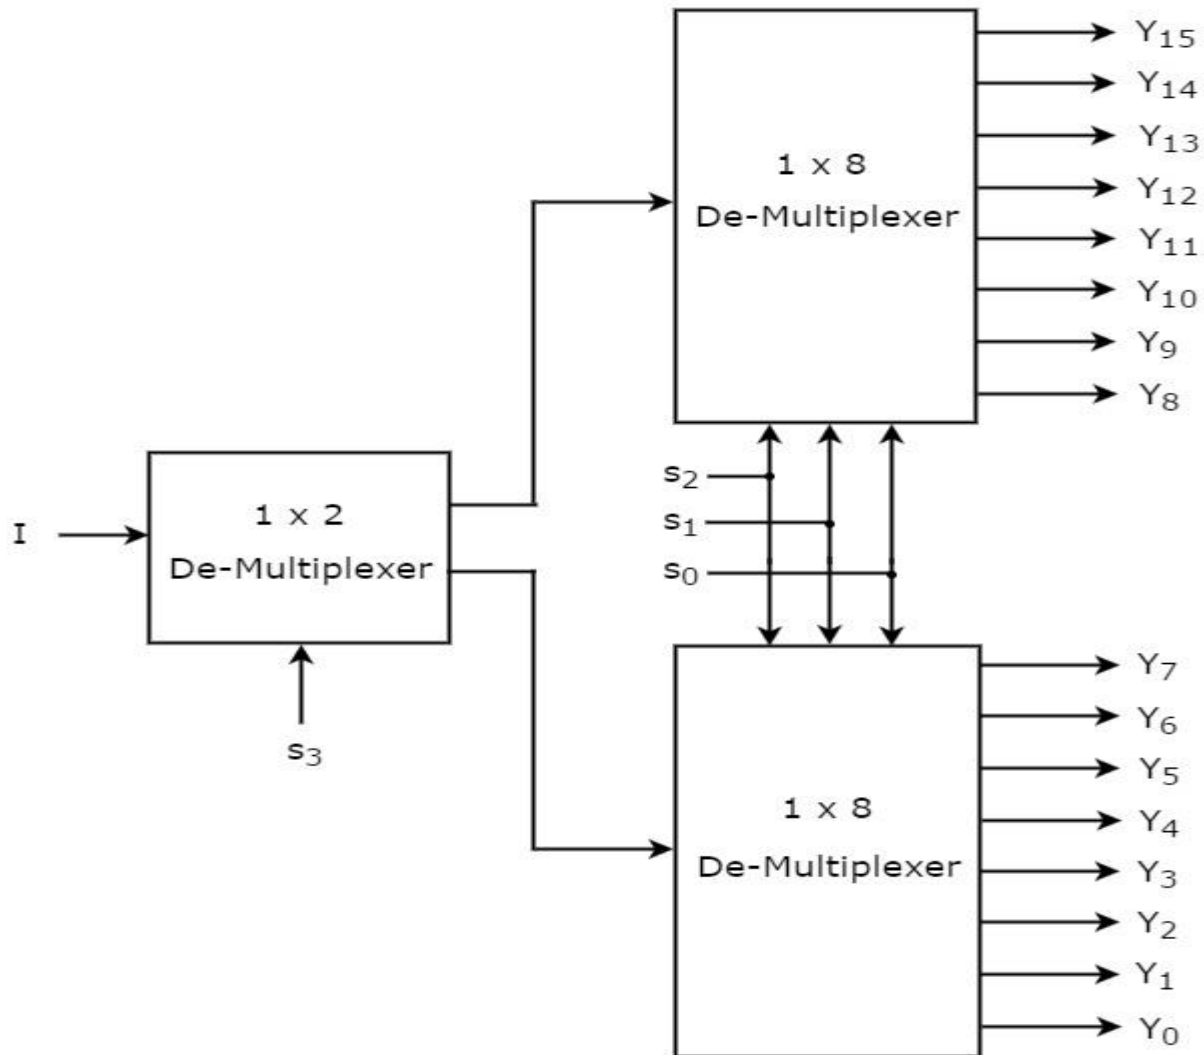 Y15
Y14
Y13
1 x 8
Y12
De-Multiplexer
Y11
Y10
Y9
Y8
s2
1 x 2
s1
I
De-Multiplexer
s0
Y7
Y6
s3
Y5
1 x 8
Y4
De-Multiplexer
Y3
Y2
Y1
Y0